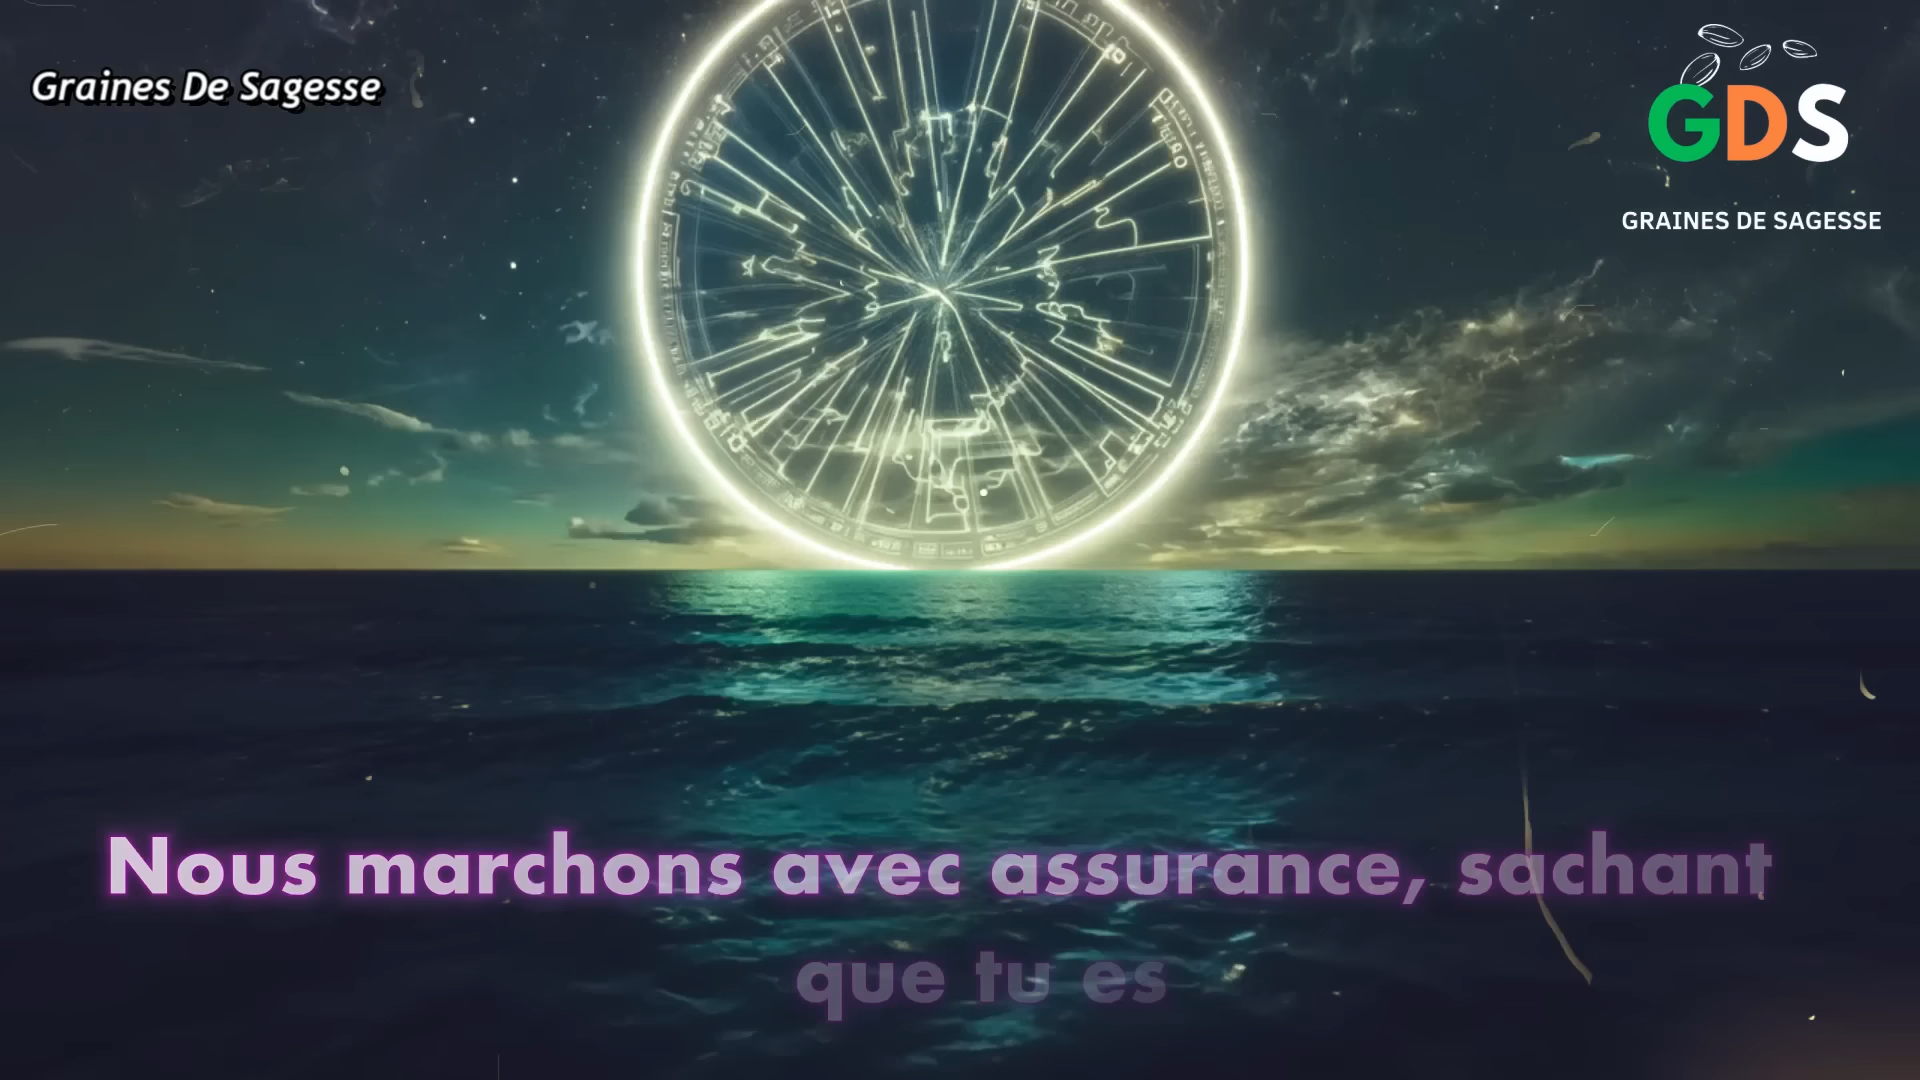 Graines De Sagesse
GDS
GRAINES DE SAGESSE
Nous marchons avec assurance, sachant
que tu es